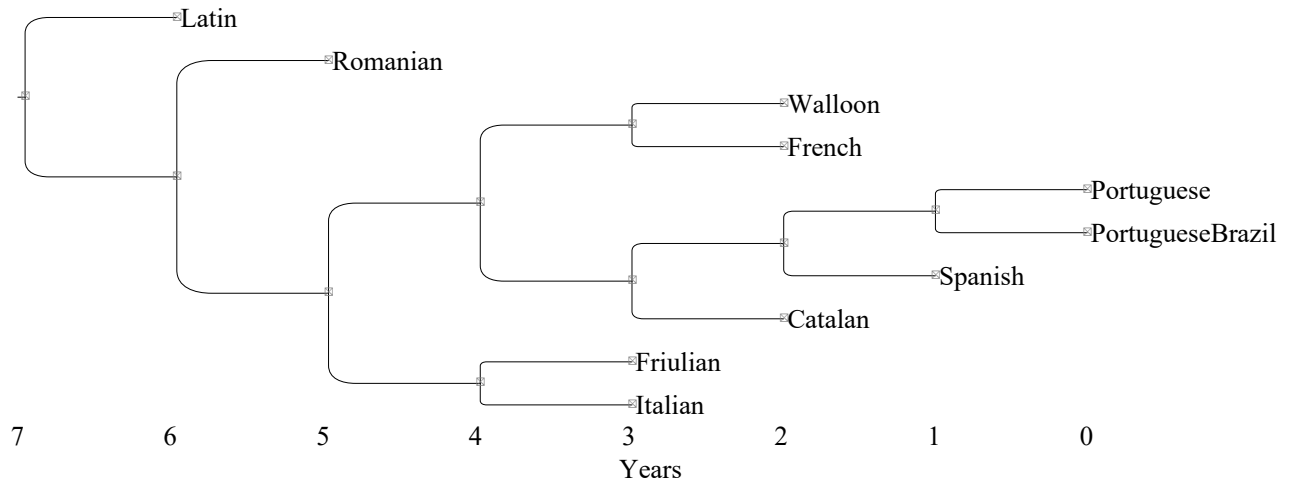 Latin
Romanian
Walloon
French
Portuguese
PortugueseBrazil
Spanish
Catalan
Friulian
Italian
7 6 5 4 3 2 1 0
Years